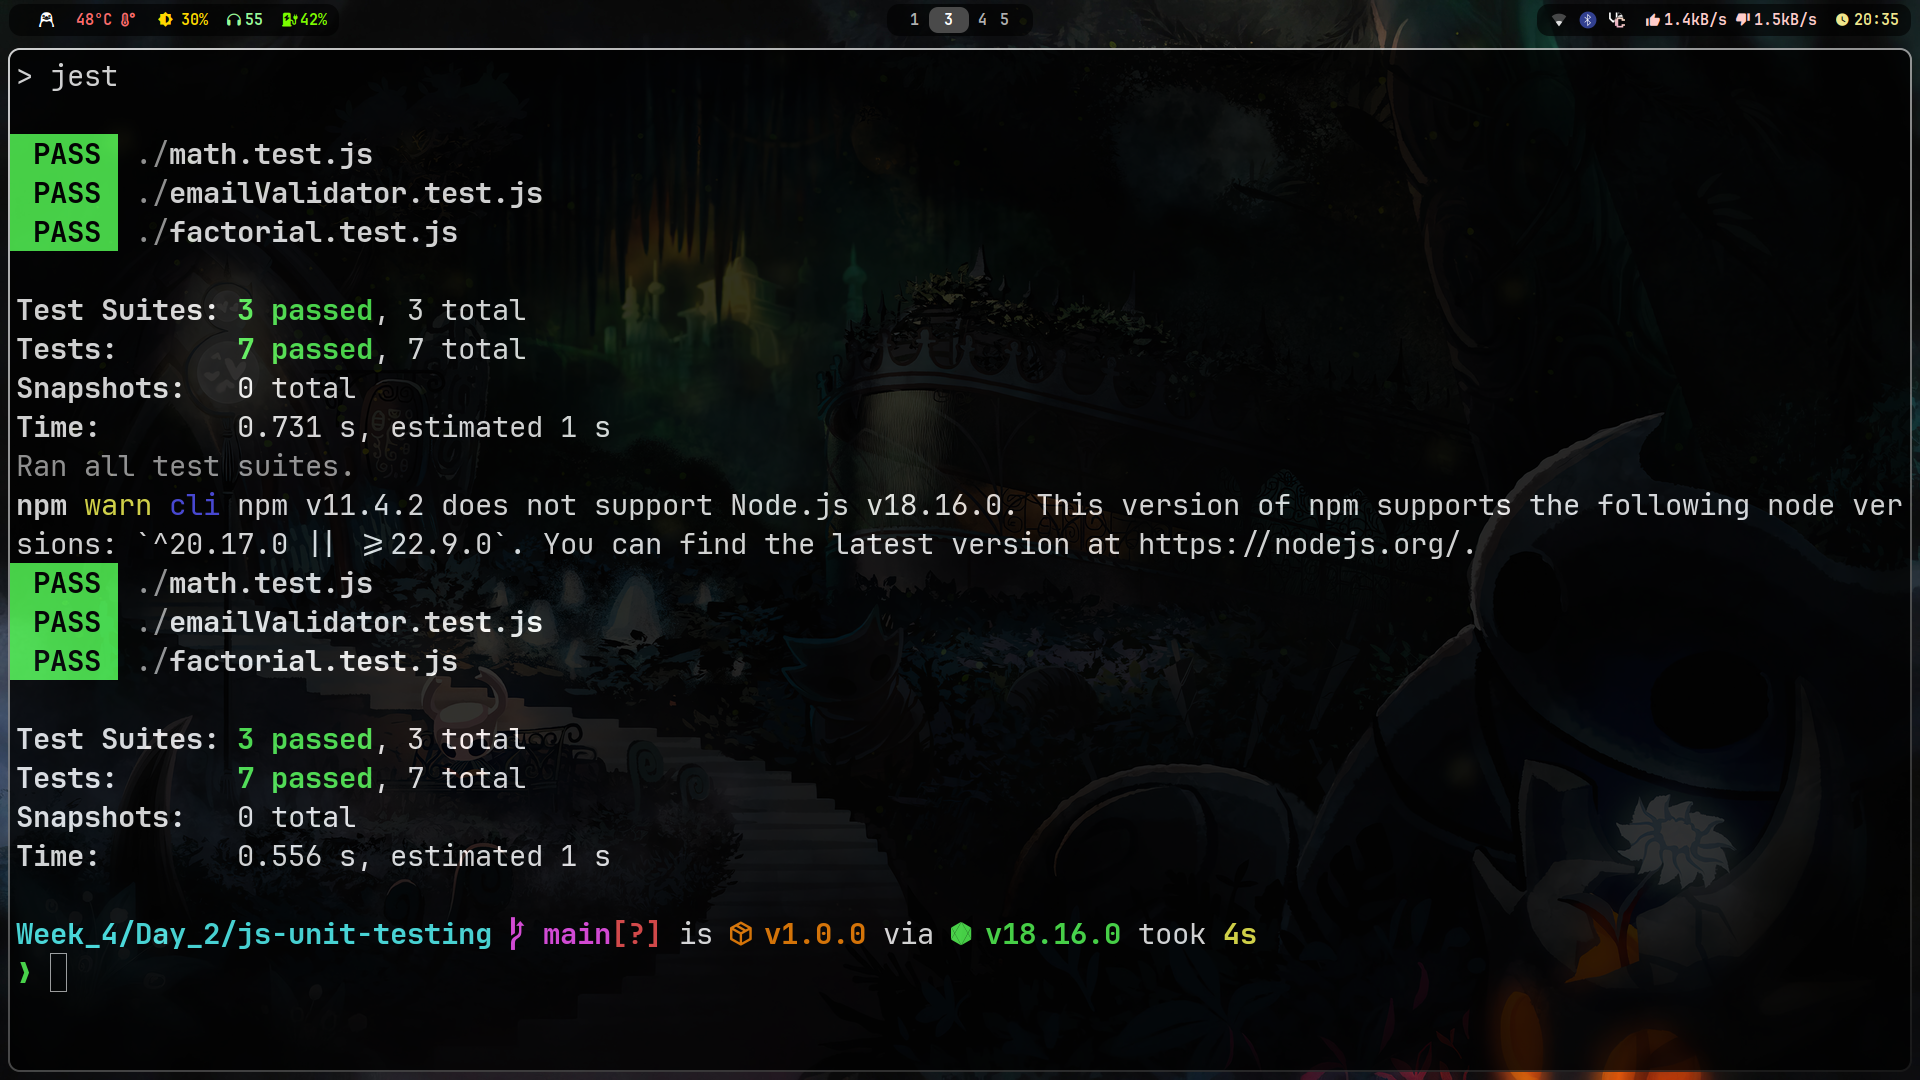 48°C 30% 55 42% 1 3 4 5 1.4kB/s 1.5kB/s 20:35
> jest
PASS ./math.test.js
PASS ./emailValidator.test.js
PASS ./factorial.test.js
Test Suites: 3 passed, 3 total
Tests: 7 passed, 7 total
Snapshots: 0 total
Time: 0.731 s, estimated 1 s
Ran all test suites.
npm warn cli npm v11.4.2 does not support Node.js v18.16.0. This version of npm supports the following node ver
sions: `^20.17.0 || >=22.9.0`. You can find the latest version at https://nodejs.org/.
PASS ./math.test.js
PASS ./emailValidator.test.js
PASS ./factorial.test.js
Test Suites: 3 passed, 3 total
Tests: 7 passed, 7 total
Snapshots: 0 total
Time: 0.556 s, estimated 1 s
Week_4/Day_2/js-unit-testing main[?] is v1.0.0 via v18.16.0 took 4s
❯